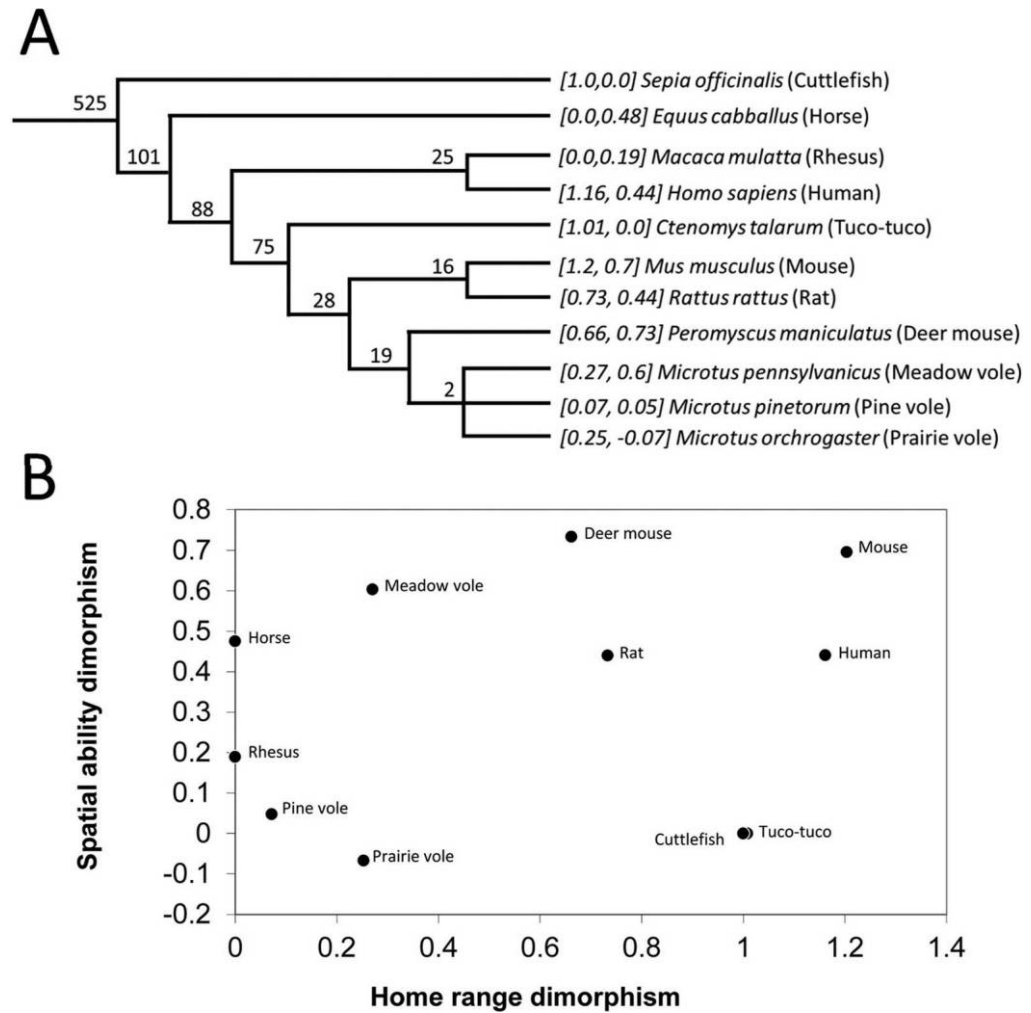 A
525
[1.0,0.0] Sepia officinalis (Cuttlefish)
101
[0.0,0.48] Equus cabballus (Horse)
88
25
[0.0,0.19] Macaca mulatta (Rhesus)
[1.16, 0.44] Homo sapiens (Human)
75
[1.01, 0.0] Ctenomys talarum (Tuco-tuco)
28
16
[1.2, 0.7] Mus musculus (Mouse)
[0.73, 0.44] Rattus rattus (Rat)
19
[0.66, 0.73] Peromyscus maniculatus (Deer mouse)
2
[0.27, 0.6] Microtus pennsylvanicus (Meadow vole)
[0.07, 0.05] Microtus pinetorum (Pine vole)
[0.25, -0.07] Microtus orchrogaster (Prairie vole)
B
Spatial ability dimorphism
0.8
0.7
0.6
0.5
0.4
0.3
0.2
0.1
0
-0.1
-0.2
Deer mouse
Mouse
Meadow vole
Horse
Rat
Human
Rhesus
Pine vole
Cuttlefish
Tuco-tuco
Prairie vole
0 0.2 0.4 0.6 0.8 1 1.2 1.4
Home range dimorphism